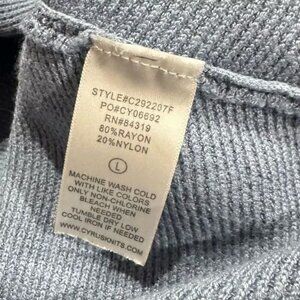 STYLE#C292207F
PO#CY06692
RN#84319
80%RAYON
20%NYLON
L
MACHINE WASH COLD
WITH LIKE COLORS
ONLY NON-CHLORINE
BLEACH WHEN
NEEDED
TUMBLE DRY LOW
COOL IRON IF NEEDED
WWW.CYRUSKNITS.COM